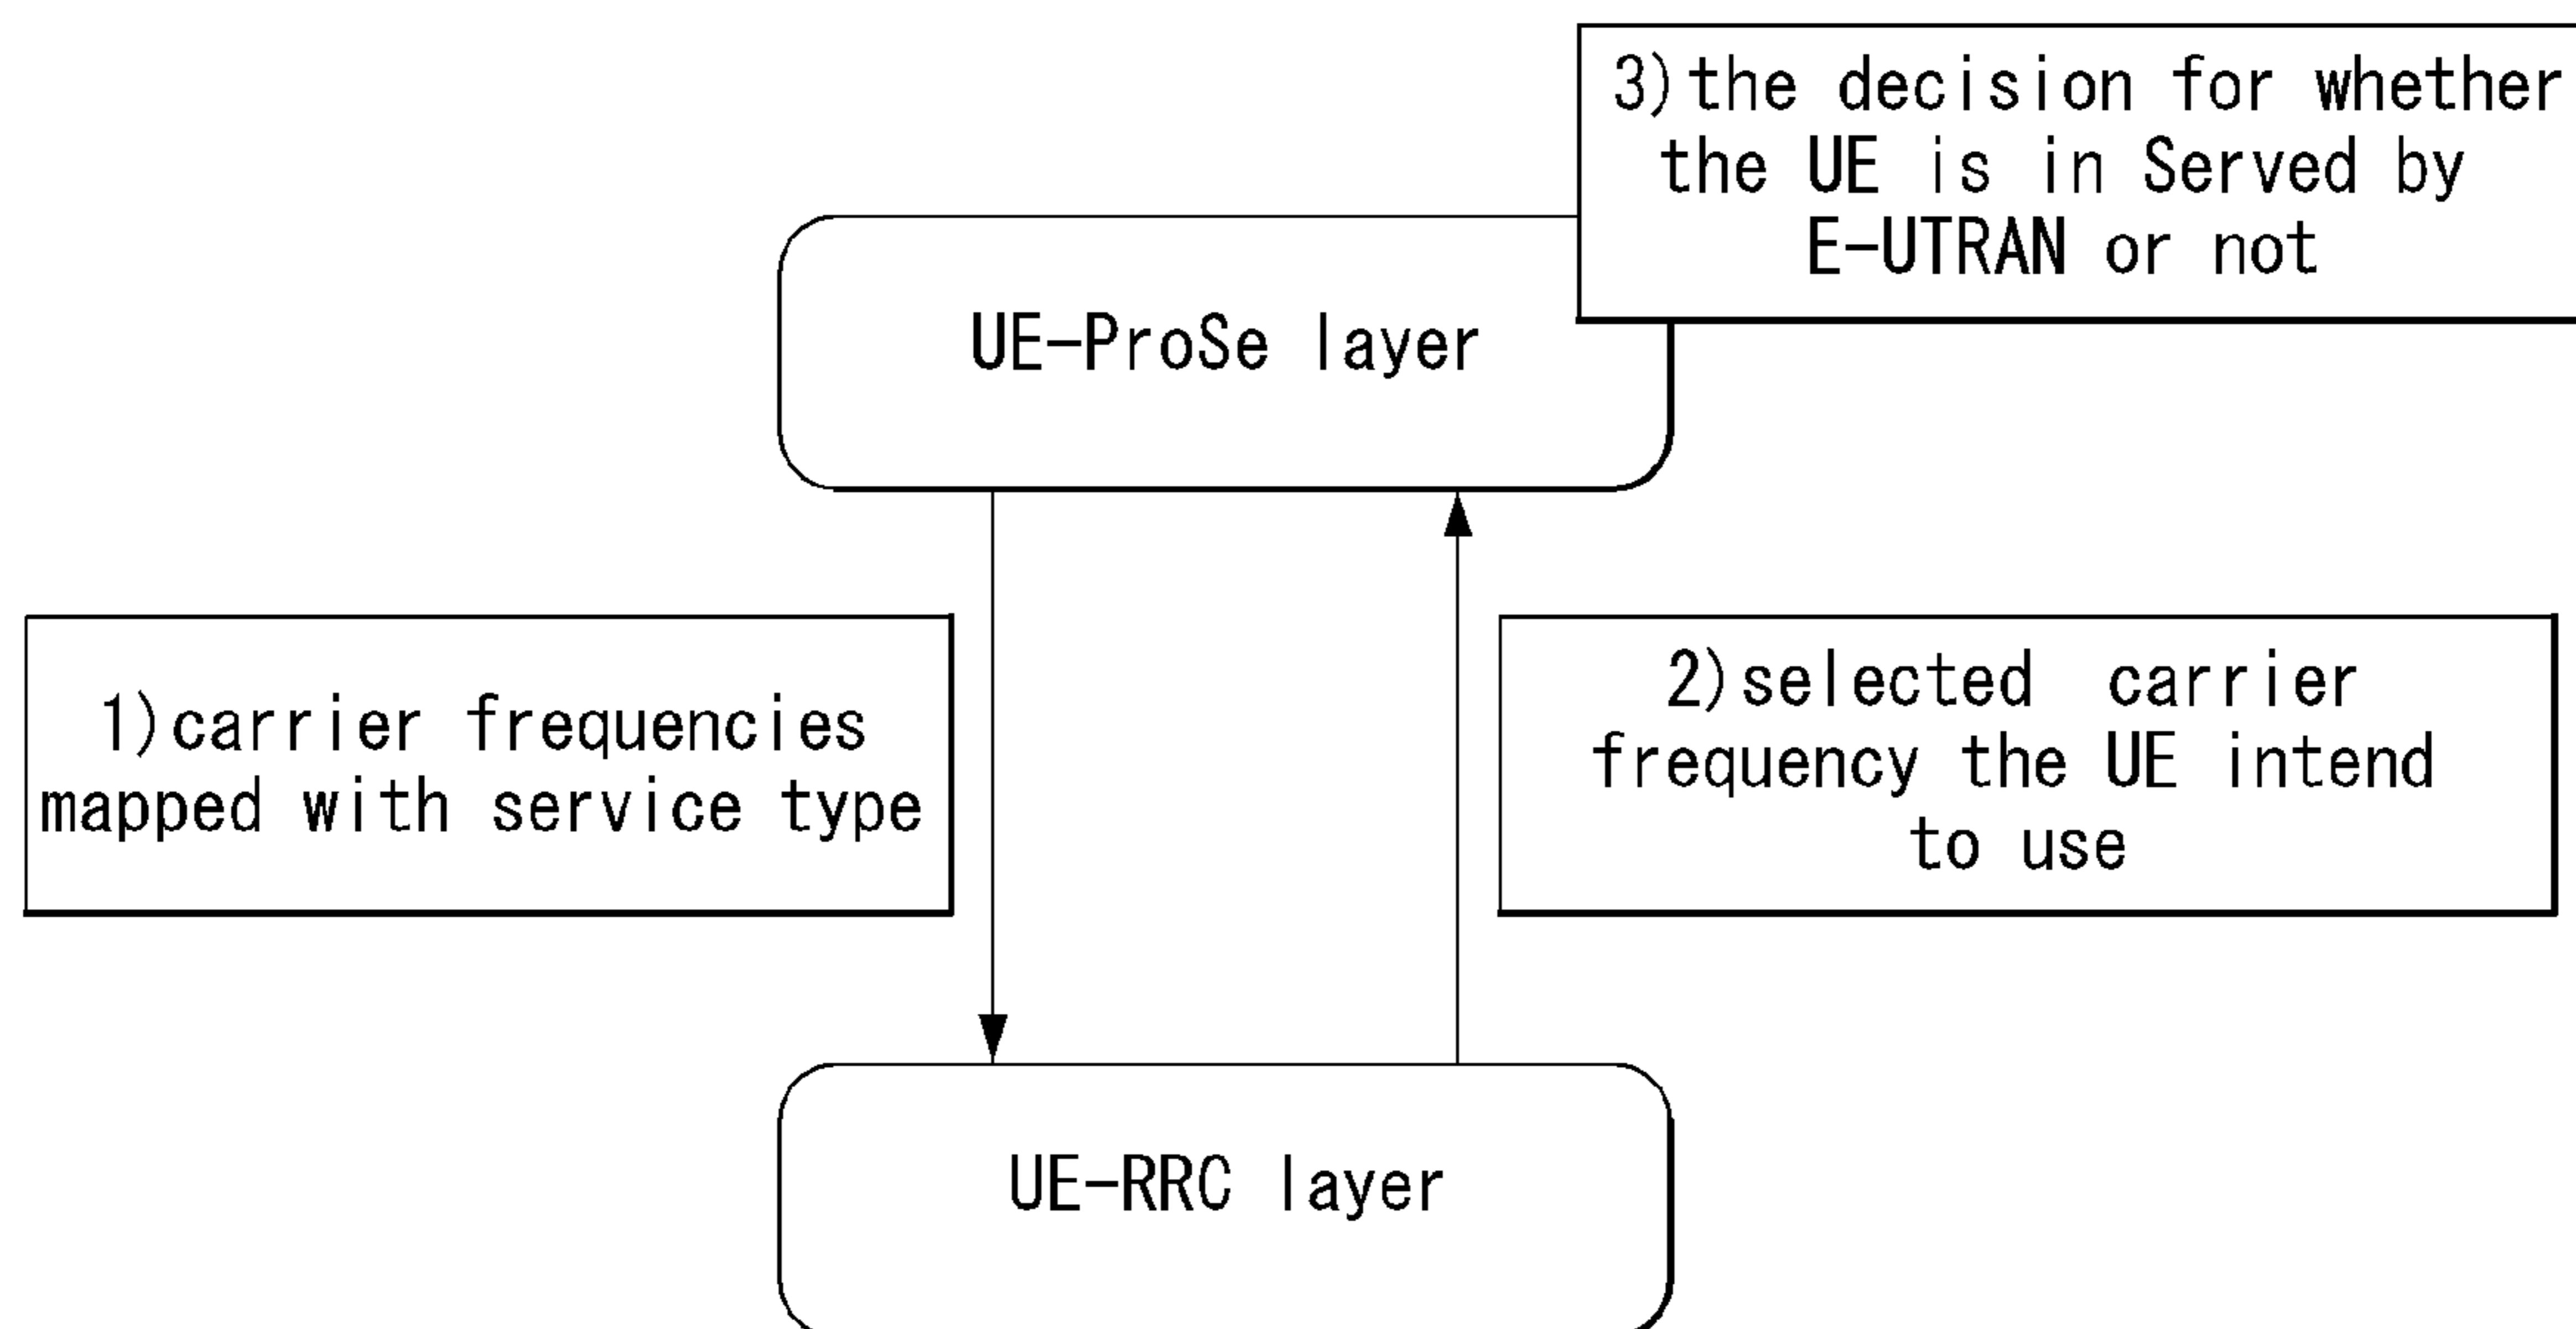 3)the decision for whether
the UE is in Served by
E-UTRAN or not
UE-ProSe layer
1)carrier frequencies
mapped with service type
2)selected carrier
frequency the UE intend
to use
UE-RRC layer